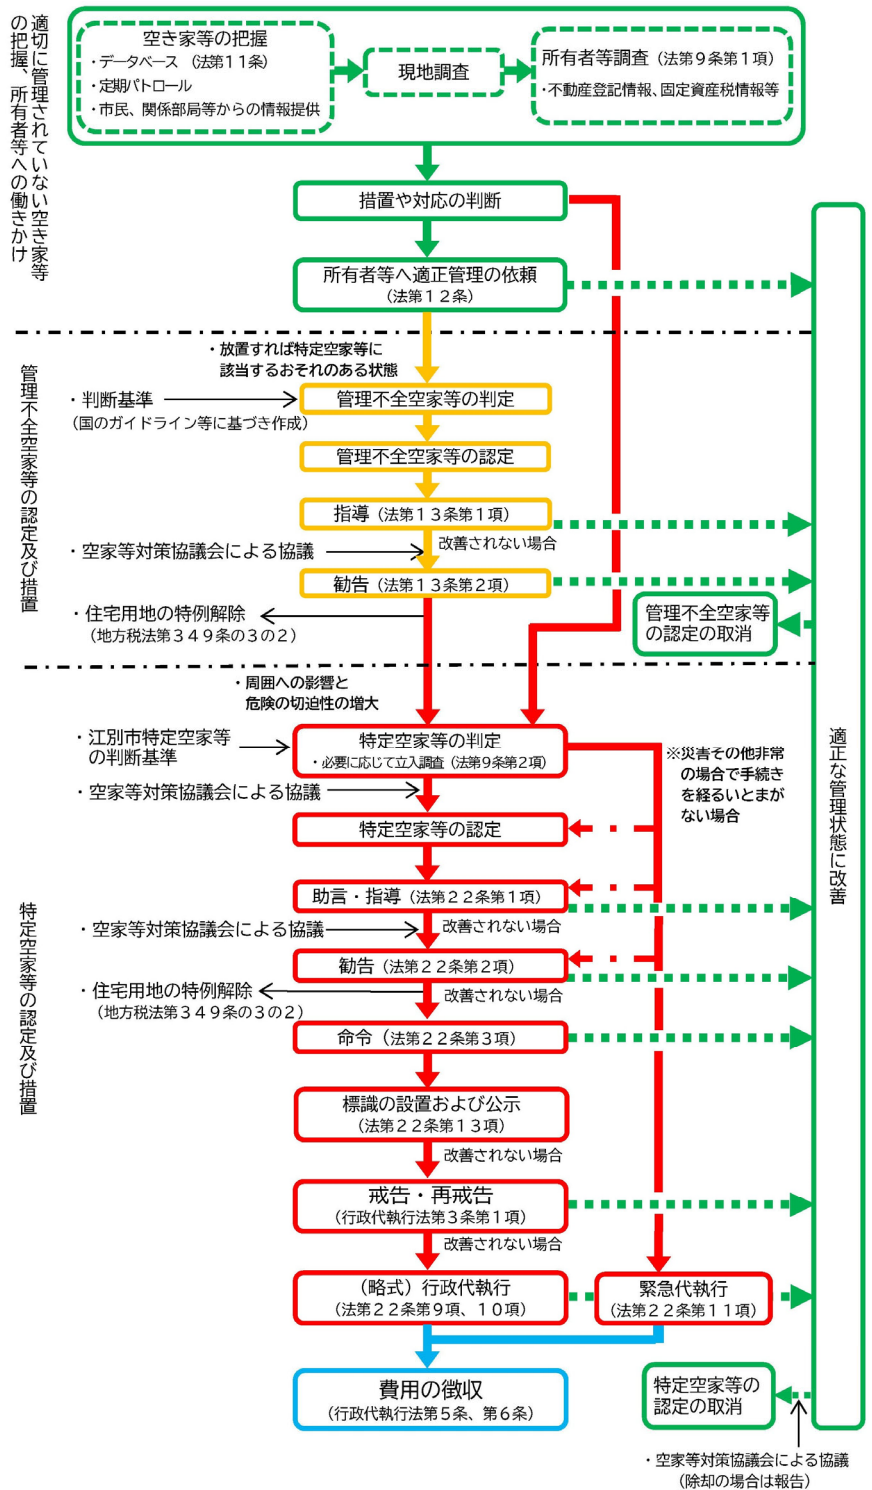 適切に管理されていない空き家等
の把握、所有者等への働きかけ
空き家等の把握
・データベース （法第１１条）
・定期パトロール
・市民、関係部局等からの情報提供
現地調査
所有者等調査（法第９条第１項）
・不動産登記情報、固定資産税情報等
措置や対応の判断
所有者等へ適正管理の依頼
（法第１２条）
管理不全空家等の認定及び措置
・放置すれば特定空家等に
該当するおそれのある状態
・判断基準
（国のガイドライン等に基づき作成）
管理不全空家等の判定
管理不全空家等の認定
指導（法第１３条第１項）
・空家等対策協議会による協議
改善されない場合
勧告（法第１３条第２項）
・住宅用地の特例解除
（地方税法第３４９条の３の２）
管理不全空家等
の認定の取消
特定空家等の認定及び措置
・周囲への影響と
危険の切迫性の増大
・江別市特定空家等
の判断基準
特定空家等の判定
・必要に応じて立入調査（法第９条第２項）
※災害その他非常
の場合で手続き
を経るいとまが
ない場合
・空家等対策協議会による協議
特定空家等の認定
助言・指導（法第２２条第１項）
・空家等対策協議会による協議
改善されない場合
勧告（法第２２条第２項）
・住宅用地の特例解除
（地方税法第３４９条の３の２）
改善されない場合
命令（法第２２条第３項）
標識の設置および公示
（法第２２条第１３項）
改善されない場合
戒告・再戒告
（行政代執行法第３条第１項）
改善されない場合
（略式）行政代執行
（法第２２条第９項、１０項）
緊急代執行
（法第２２条第１１項）
費用の徴収
（行政代執行法第５条、第６条）
適正な管理状態に改善
特定空家等の
認定の取消
・空家等対策協議会による協議
（除却の場合は報告）